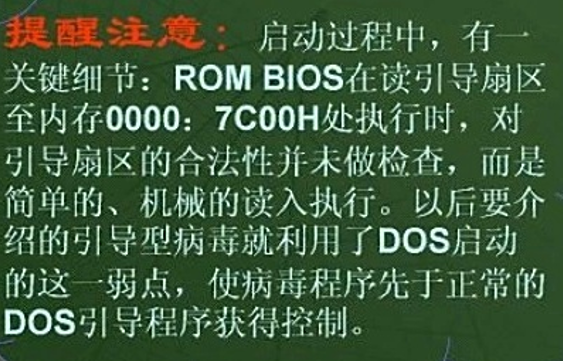 提醒注意：启动过程中，有一
关键细节：ROM BIOS在读引导扇区
至内存0000：7C00H处执行时，对
引导扇区的合法性并未做检查，而是
简单的、机械的读入执行。以后要介
绍的引导型病毒就利用了DOS启动
的这一弱点，使病毒程序先于正常的
DOS引导程序获得控制。